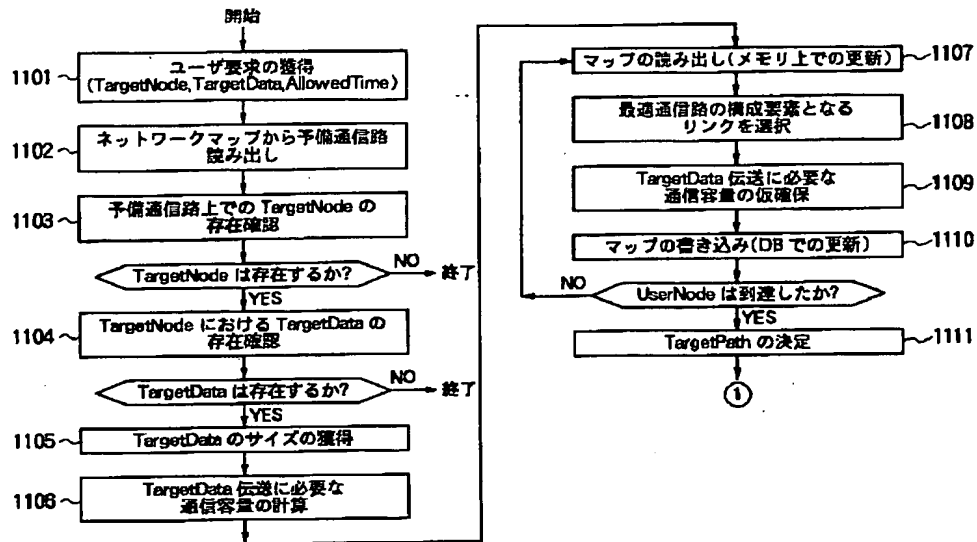 開始
1101
ユーザ要求の獲得
(TargetNode,TargetData,AllowedTime)
1102
ネットワークマップから予備通信路
読み出し
1103
予備通信路上での TargetNode の
存在確認
TargetNode は存在するか?
NO
終了
YES
1104
TargetNode における TargetData の
存在確認
TargetData は存在するか?
NO
終了
YES
1105
TargetData のサイズの獲得
1106
TargetData 伝送に必要な
通信容量の計算
マップの読み出し(メモリ上での更新)
1107
最適通信路の構成要素となる
リンクを選択
1108
TargetData 伝送に必要な
通信容量の仮確保
1109
マップの書き込み(DB での更新)
1110
NO
UserNode は到達したか?
YES
TargetPath の決定
1111
1